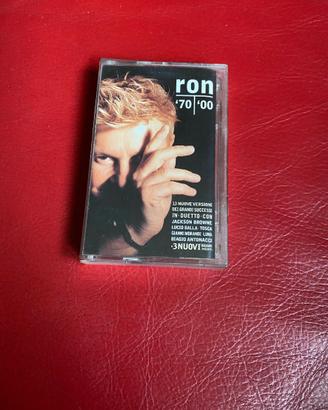 ron
'70 '00
13 NUOVE VERSIONI
DEI GRANDI SUCCESSI
IN·DUETTO·CON
JACKSON BROWNE
LUCIO DALLA·TOSCA
GIANNI MORANDI·LUNA
BIAGIO ANTONACCI
·3 NUOVI